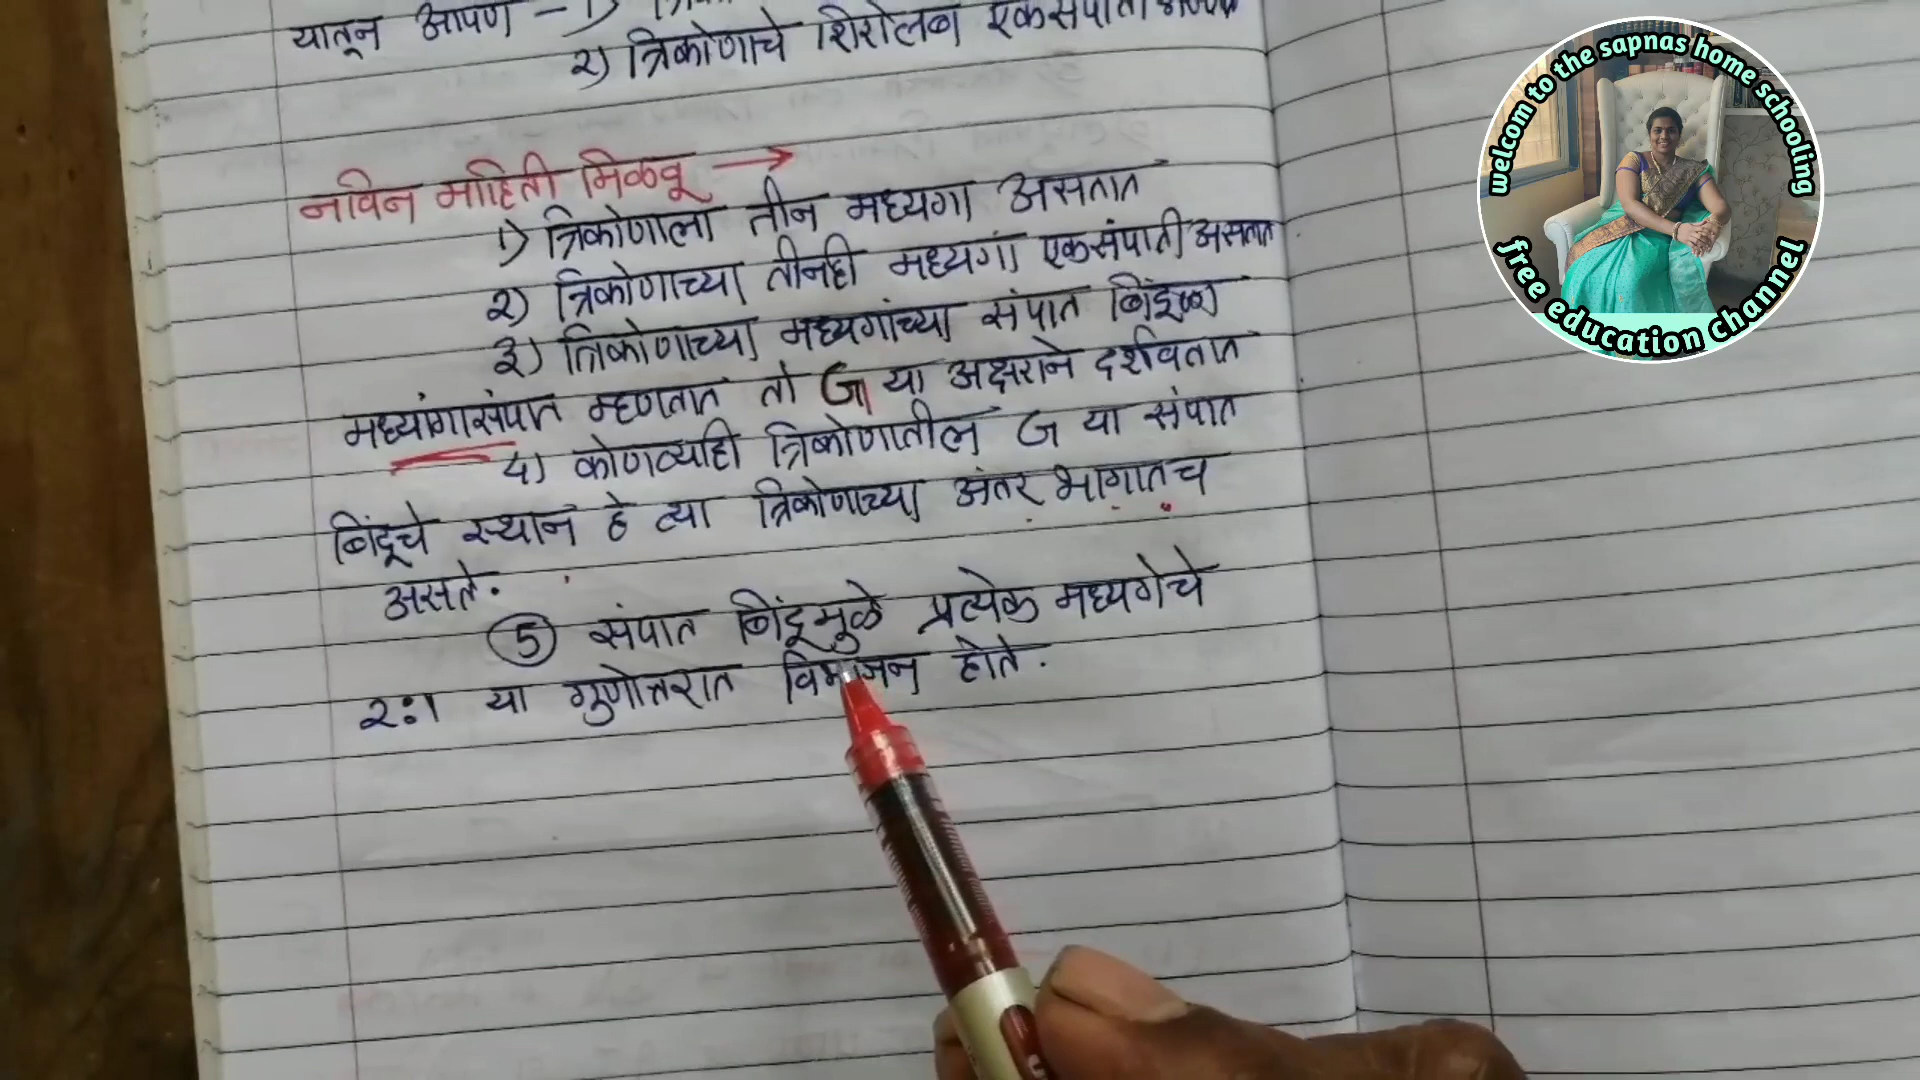 यातून आपण - १)
२) त्रिकोणाचे शिरोलंब एकसंपाती
नविन माहिती मिळवू →
१) त्रिकोणाला तीन मध्यगा असतात
२) त्रिकोणाच्या तीनही मध्यगा एकसंपाती असतात
३) त्रिकोणाच्या मध्यगांच्या संपात
मध्यांगासंपात म्हणतात तो G या अक्षराने दर्शवतात
४) कोणत्याही त्रिकोणातील G या संपात
बिंदूचे स्थान हे त्या त्रिकोणाच्या अंतर भागातच
असते.
5 संपात बिंदूमुळे प्रत्येक मध्यगेचे
२:१ या गुणोत्तरात विभाजन होते.
welcom to the sapnas home schooling
free education channel